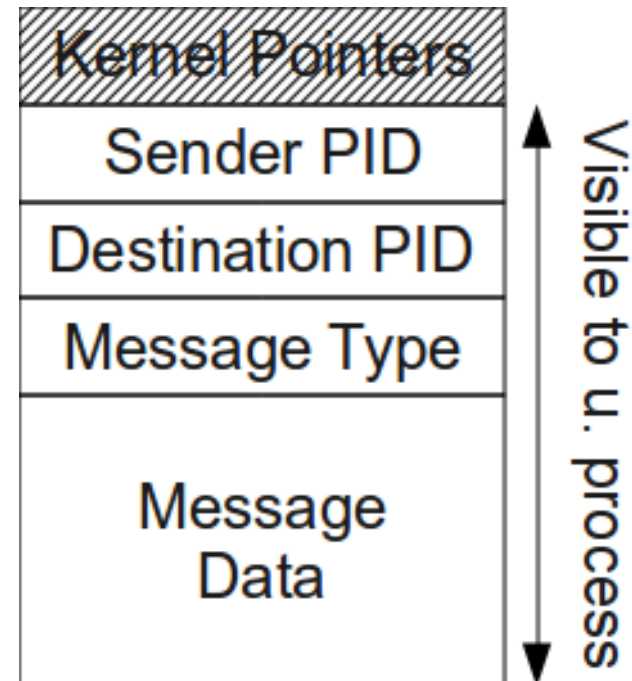 Kernel Pointers
Sender PID
Destination PID
Message Type
Message
Data
Visible to u. process